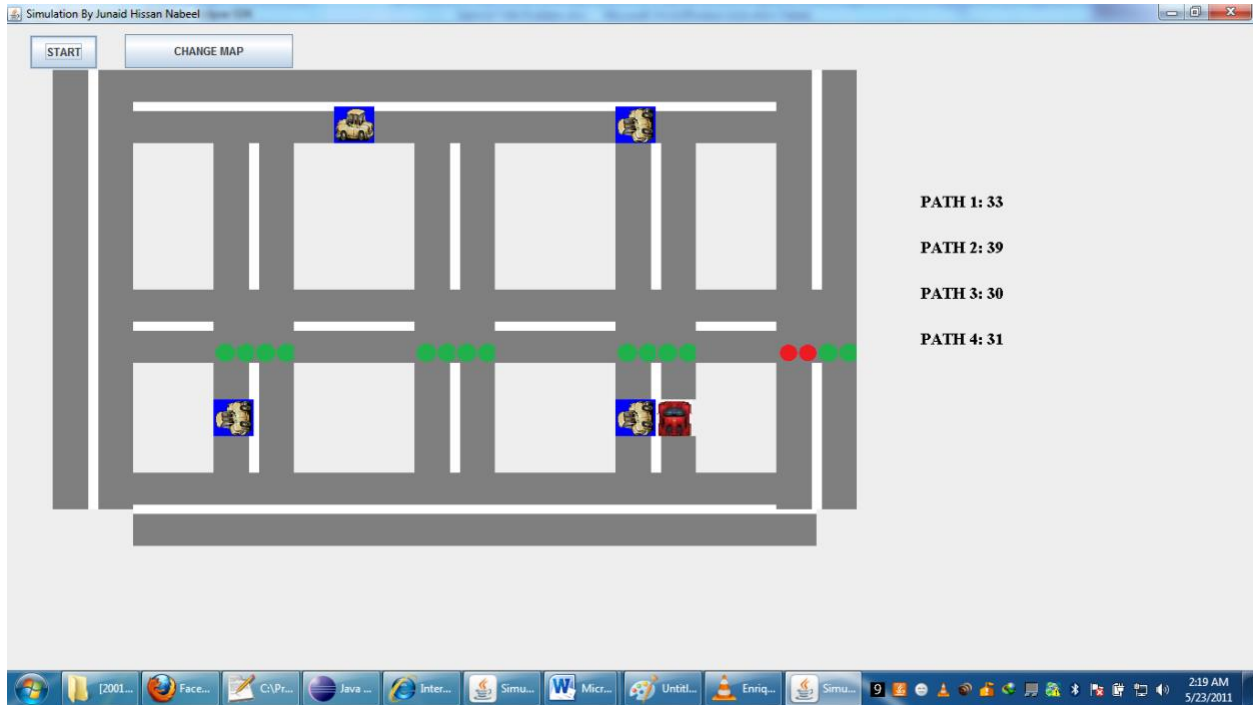 Simulation By Junaid Hissan Nabeel
START
CHANGE MAP
PATH 1: 33
PATH 2: 39
PATH 3: 30
PATH 4: 31
[2001... Face... C:\Pr... Java ... Inter... Simu... Micr... Untitl... Enriq... Simu... 9 2:19 AM
5/23/2011